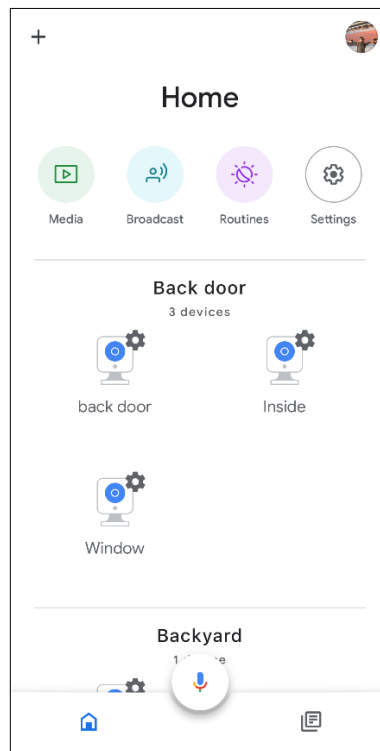 Home
Media Broadcast Routines Settings
Back door
3 devices
back door Inside
Window
Backyard